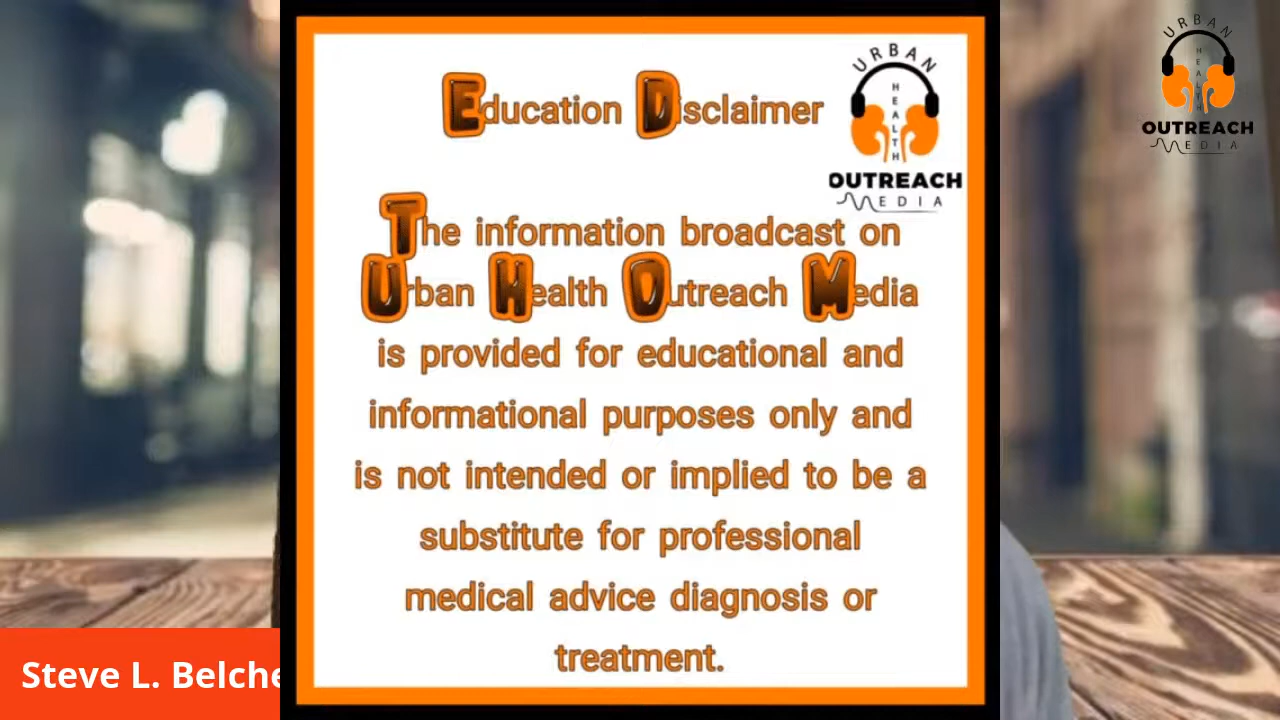 Education Disclaimer
URBAN
HEALTH
OUTREACH
MEDIA
The information broadcast on
Urban Health Outreach Media
is provided for educational and
informational purposes only and
is not intended or implied to be a
substitute for professional
medical advice diagnosis or
treatment.
URBAN
HEALTH
OUTREACH
MEDIA
Steve L. Belche